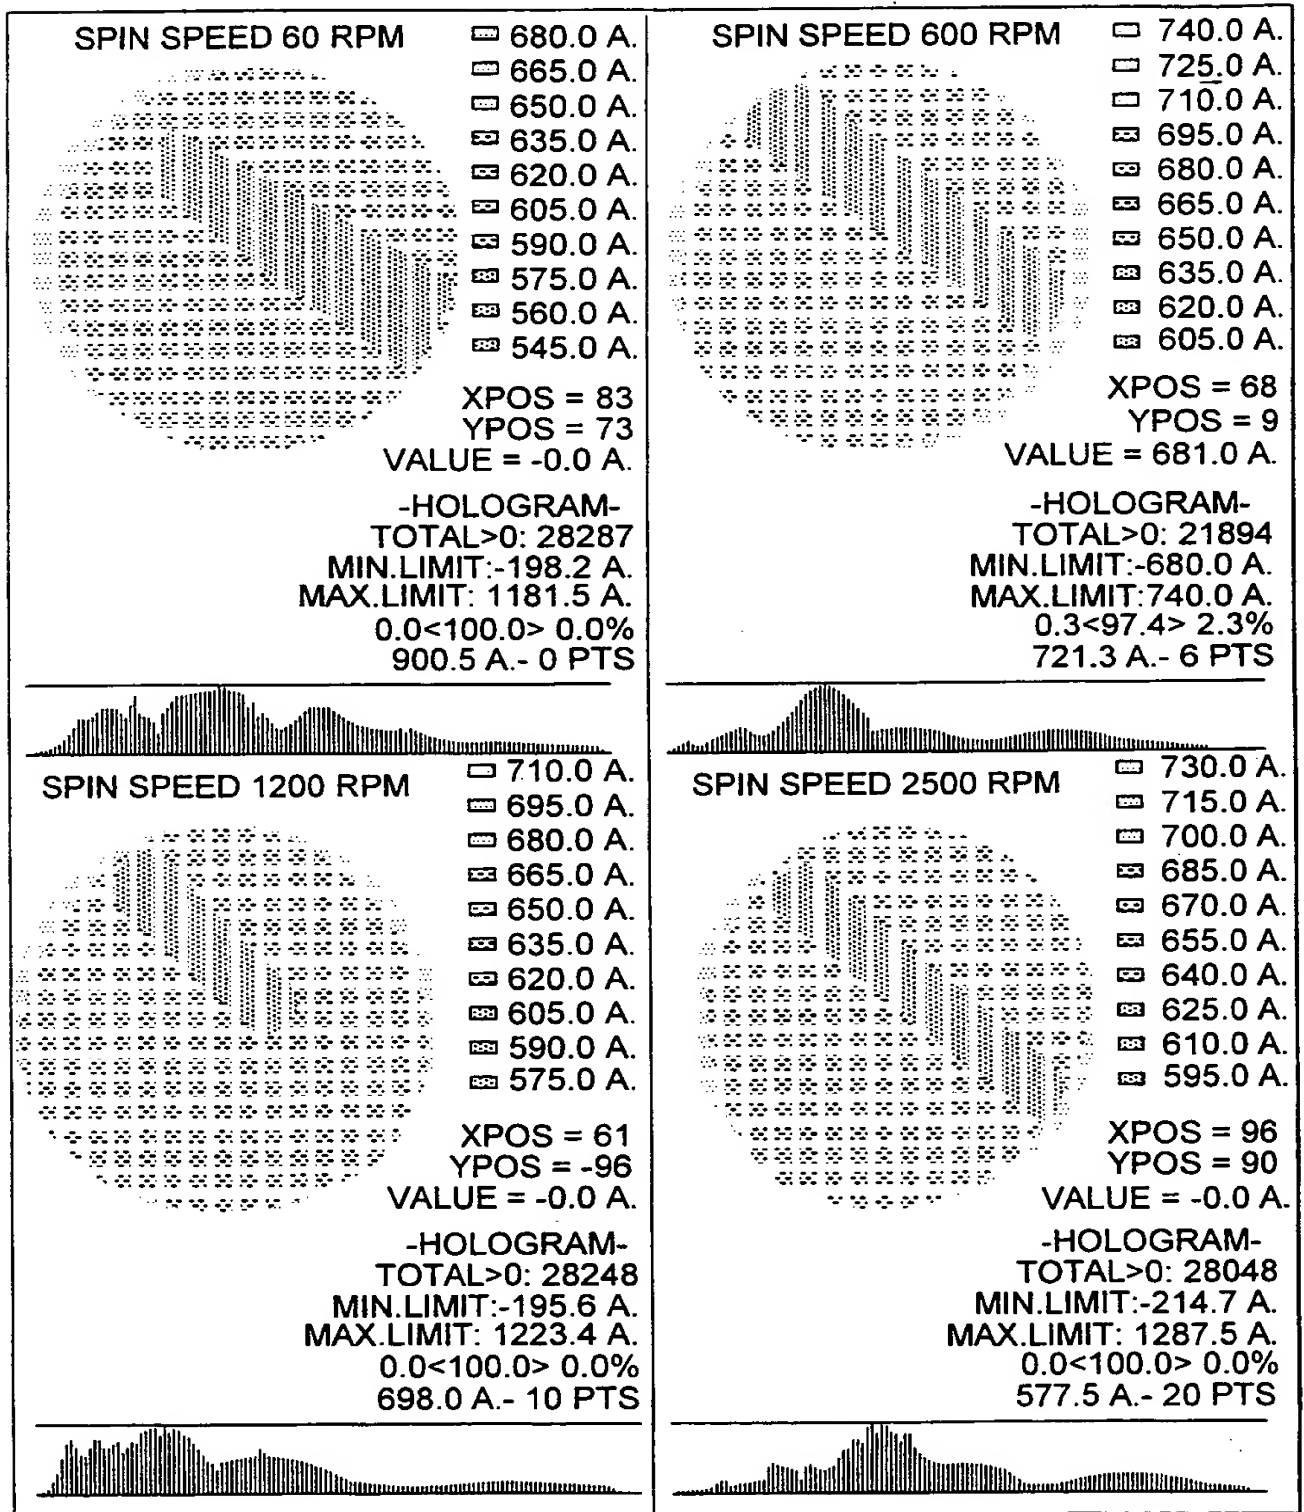 SPIN SPEED 60 RPM
680.0 A.
665.0 A.
650.0 A.
635.0 A.
620.0 A.
605.0 A.
590.0 A.
575.0 A.
560.0 A.
545.0 A.
XPOS = 83
YPOS = 73
VALUE = -0.0 A.
-HOLOGRAM-
TOTAL>0: 28287
MIN.LIMIT:-198.2 A.
MAX.LIMIT: 1181.5 A.
0.0<100.0> 0.0%
900.5 A.- 0 PTS
SPIN SPEED 600 RPM
740.0 A.
725.0 A.
710.0 A.
695.0 A.
680.0 A.
665.0 A.
650.0 A.
635.0 A.
620.0 A.
605.0 A.
XPOS = 68
YPOS = 9
VALUE = 681.0 A.
-HOLOGRAM-
TOTAL>0: 21894
MIN.LIMIT:-680.0 A.
MAX.LIMIT:740.0 A.
0.3<97.4> 2.3%
721.3 A.- 6 PTS
SPIN SPEED 1200 RPM
710.0 A.
695.0 A.
680.0 A.
665.0 A.
650.0 A.
635.0 A.
620.0 A.
605.0 A.
590.0 A.
575.0 A.
XPOS = 61
YPOS = -96
VALUE = -0.0 A.
-HOLOGRAM-
TOTAL>0: 28248
MIN.LIMIT:-195.6 A.
MAX.LIMIT: 1223.4 A.
0.0<100.0> 0.0%
698.0 A.- 10 PTS
SPIN SPEED 2500 RPM
730.0 A.
715.0 A.
700.0 A.
685.0 A.
670.0 A.
655.0 A.
640.0 A.
625.0 A.
610.0 A.
595.0 A.
XPOS = 96
YPOS = 90
VALUE = -0.0 A.
-HOLOGRAM-
TOTAL>0: 28048
MIN.LIMIT:-214.7 A.
MAX.LIMIT: 1287.5 A.
0.0<100.0> 0.0%
577.5 A.- 20 PTS